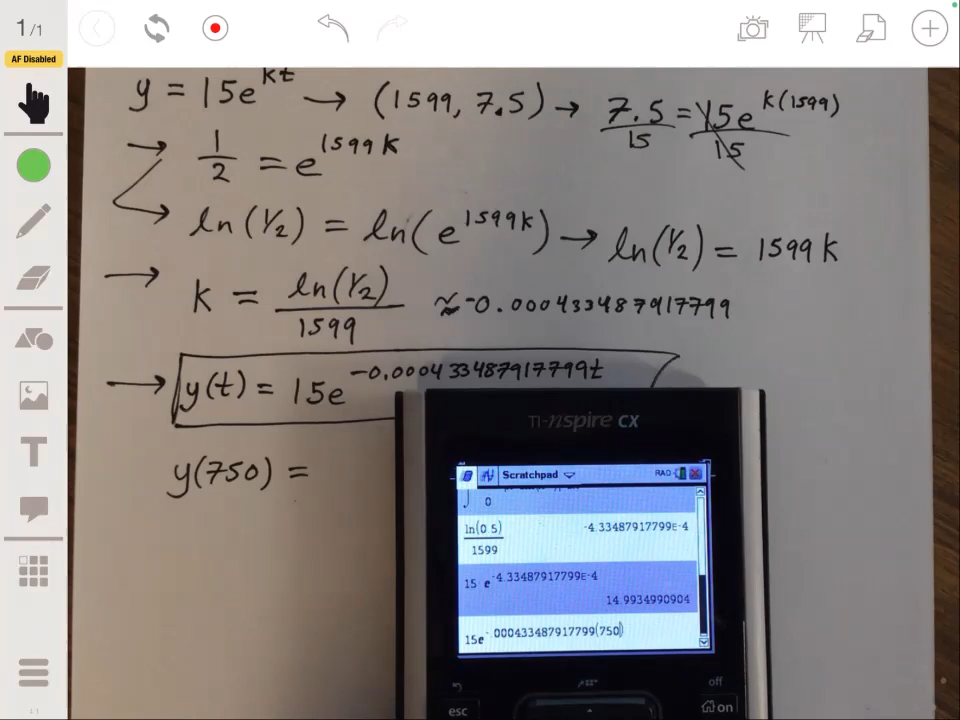 1/1
AF Disabled
y = 15e^kt → (1599, 7.5) → 7.5/15 = 15e^k(1599)/15
→ 1/2 = e^1599k
→ ln(1/2) = ln(e^1599k) → ln(1/2) = 1599k
→ k = ln(1/2)/1599 ≈ -0.000433487917799
→ y(t) = 15e^-0.000433487917799t
y(750) =
TI-nspire CX
Scratchpad RAD
0
ln(0.5)/1599 -4.33487917799E-4
15·e^-4.33487917799E-4
14.9934990904
15e^-.000433487917799(750)
T
esc
off
on